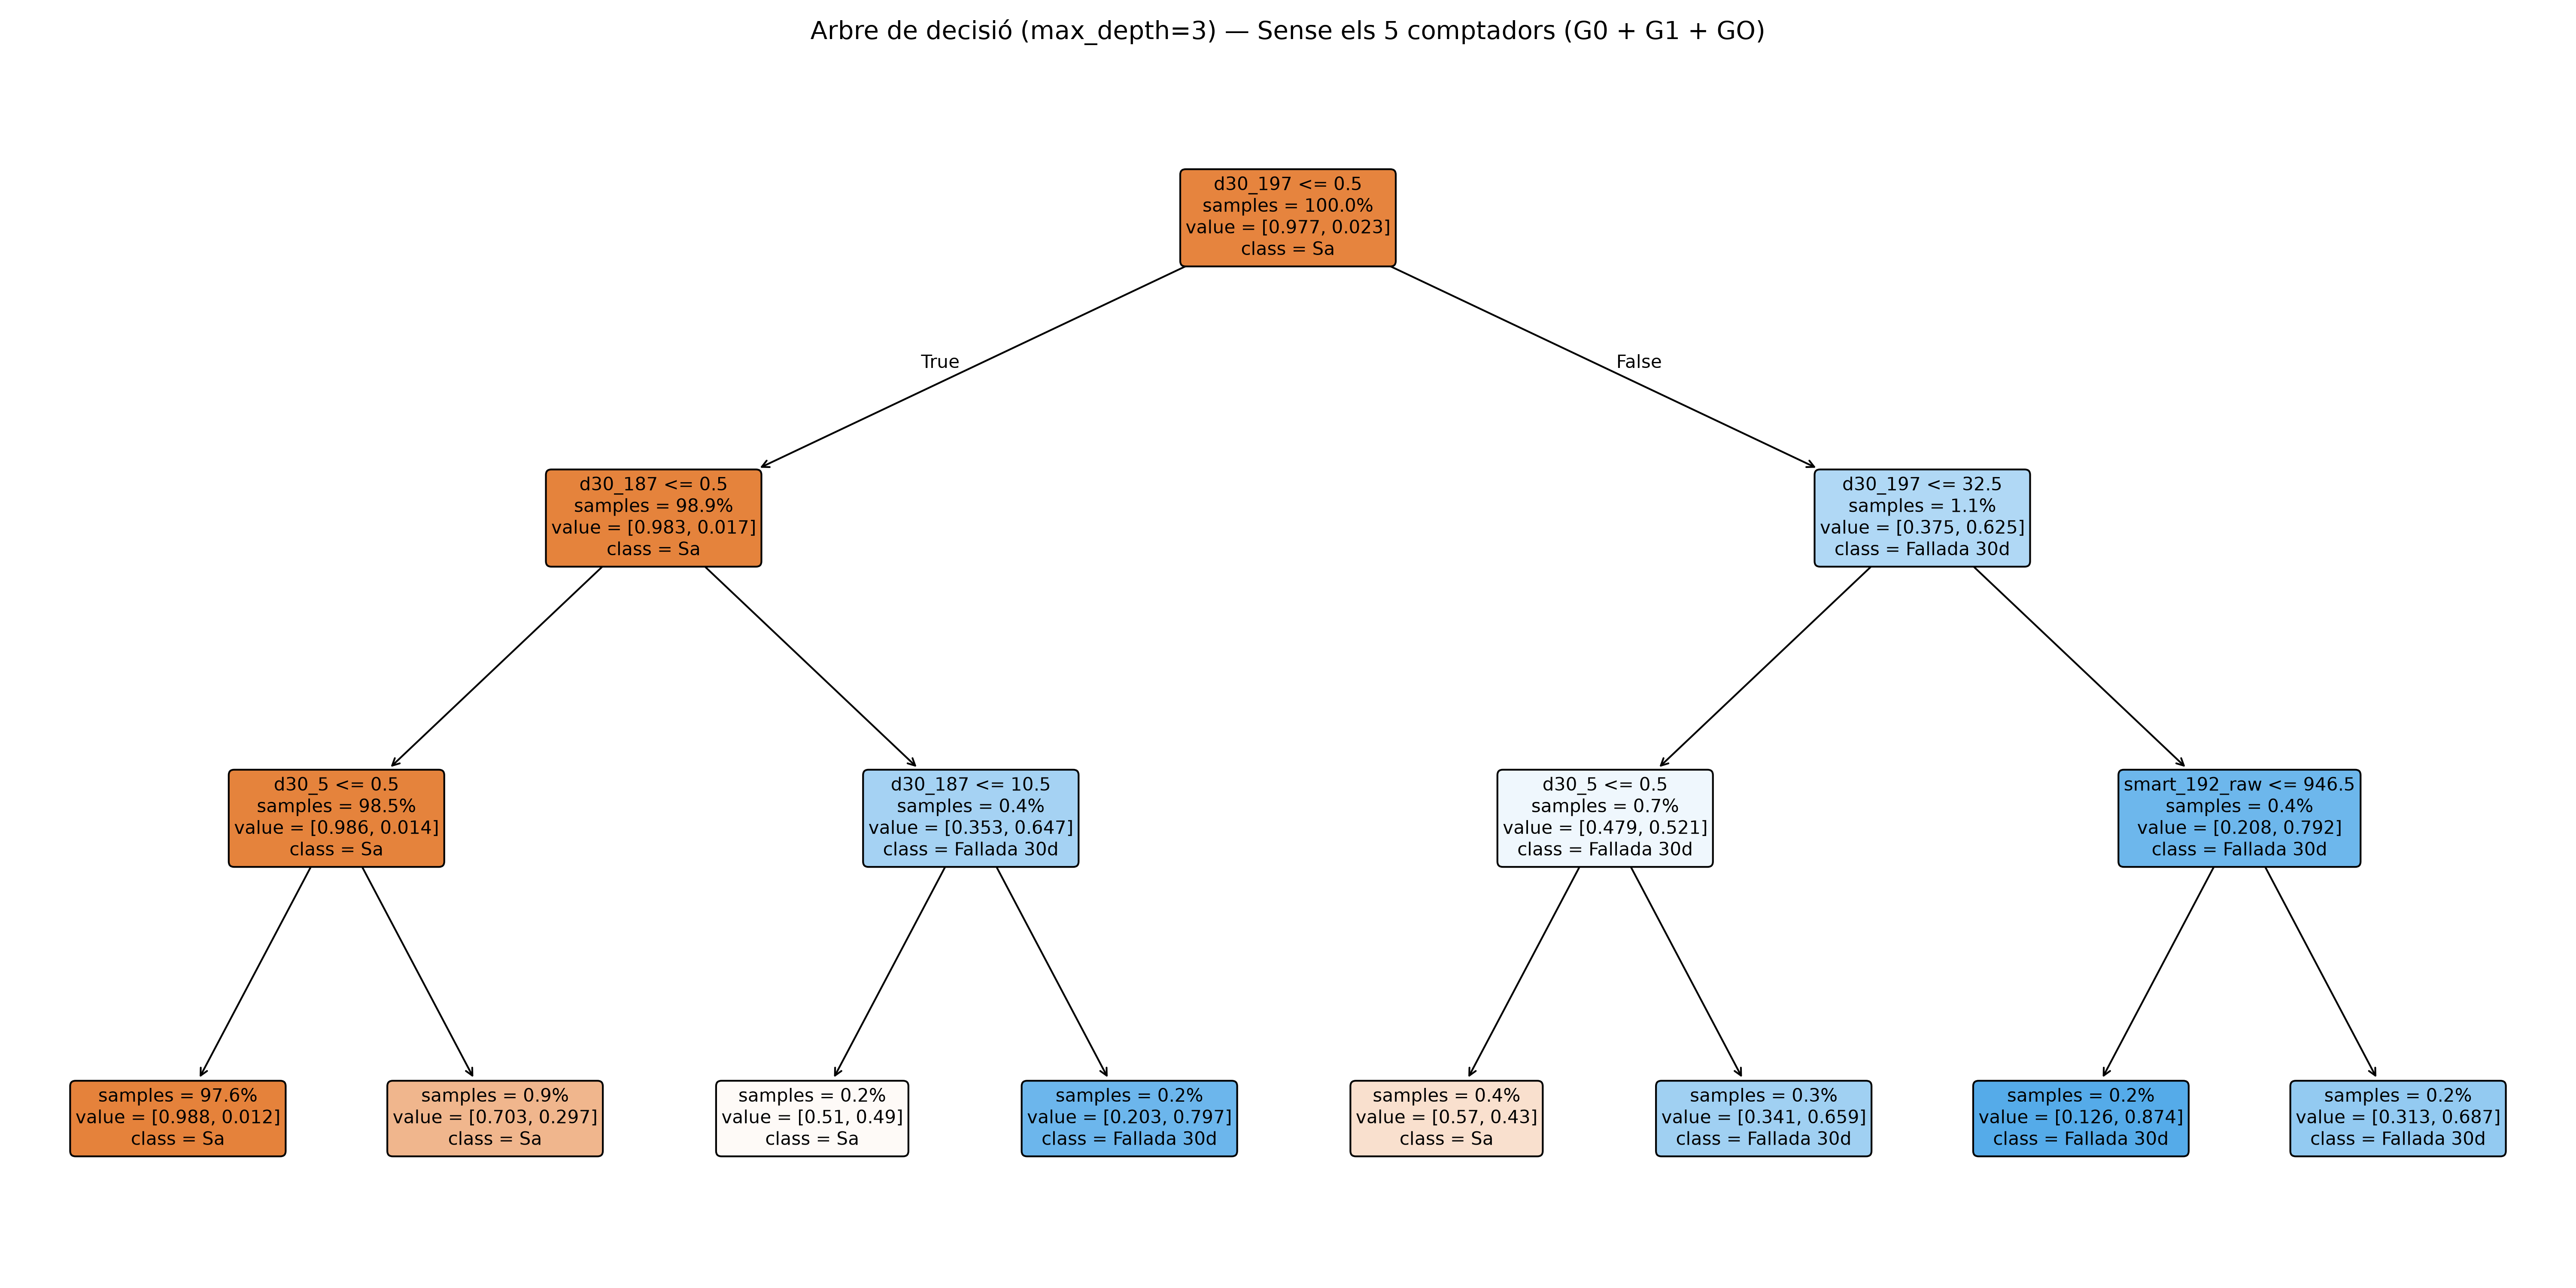 Arbre de decisió (max_depth=3) — Sense els 5 comptadors (G0 + G1 + GO)
d30_197 <= 0.5
samples = 100.0%
value = [0.977, 0.023]
class = Sa
True
False
d30_187 <= 0.5
samples = 98.9%
value = [0.983, 0.017]
class = Sa
d30_197 <= 32.5
samples = 1.1%
value = [0.375, 0.625]
class = Fallada 30d
d30_5 <= 0.5
samples = 98.5%
value = [0.986, 0.014]
class = Sa
d30_187 <= 10.5
samples = 0.4%
value = [0.353, 0.647]
class = Fallada 30d
d30_5 <= 0.5
samples = 0.7%
value = [0.479, 0.521]
class = Fallada 30d
smart_192_raw <= 946.5
samples = 0.4%
value = [0.208, 0.792]
class = Fallada 30d
samples = 97.6%
value = [0.988, 0.012]
class = Sa
samples = 0.9%
value = [0.703, 0.297]
class = Sa
samples = 0.2%
value = [0.51, 0.49]
class = Sa
samples = 0.2%
value = [0.203, 0.797]
class = Fallada 30d
samples = 0.4%
value = [0.57, 0.43]
class = Sa
samples = 0.3%
value = [0.341, 0.659]
class = Fallada 30d
samples = 0.2%
value = [0.126, 0.874]
class = Fallada 30d
samples = 0.2%
value = [0.313, 0.687]
class = Fallada 30d